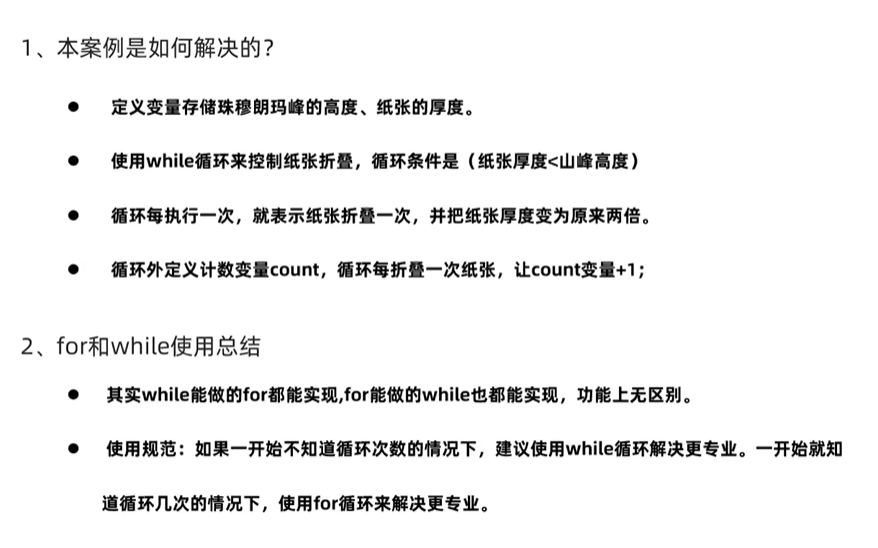 1、本案例是如何解决的？
● 定义变量存储珠穆朗玛峰的高度、纸张的厚度。
● 使用while循环来控制纸张折叠，循环条件是（纸张厚度<山峰高度）
● 循环每执行一次，就表示纸张折叠一次，并把纸张厚度变为原来两倍。
● 循环外定义计数变量count，循环每折叠一次纸张，让count变量+1；
2、for和while使用总结
● 其实while能做的for都能实现,for能做的while也都能实现，功能上无区别。
● 使用规范：如果一开始不知道循环次数的情况下，建议使用while循环解决更专业。一开始就知
道循环几次的情况下，使用for循环来解决更专业。